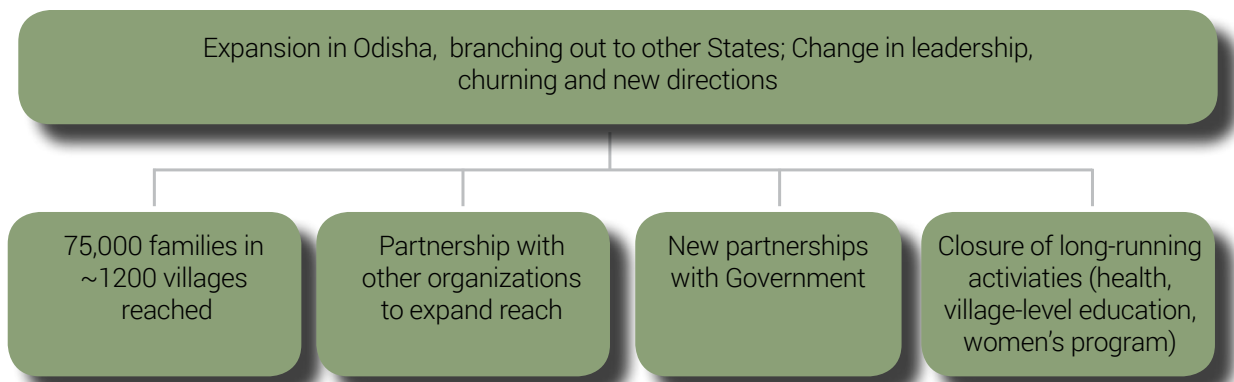 Expansion in Odisha, branching out to other States; Change in leadership,
churning and new directions
75,000 families in
~1200 villages
reached
Partnership with
other organizations
to expand reach
New partnerships
with Government
Closure of long-running
activiaties (health,
village-level education,
women's program)